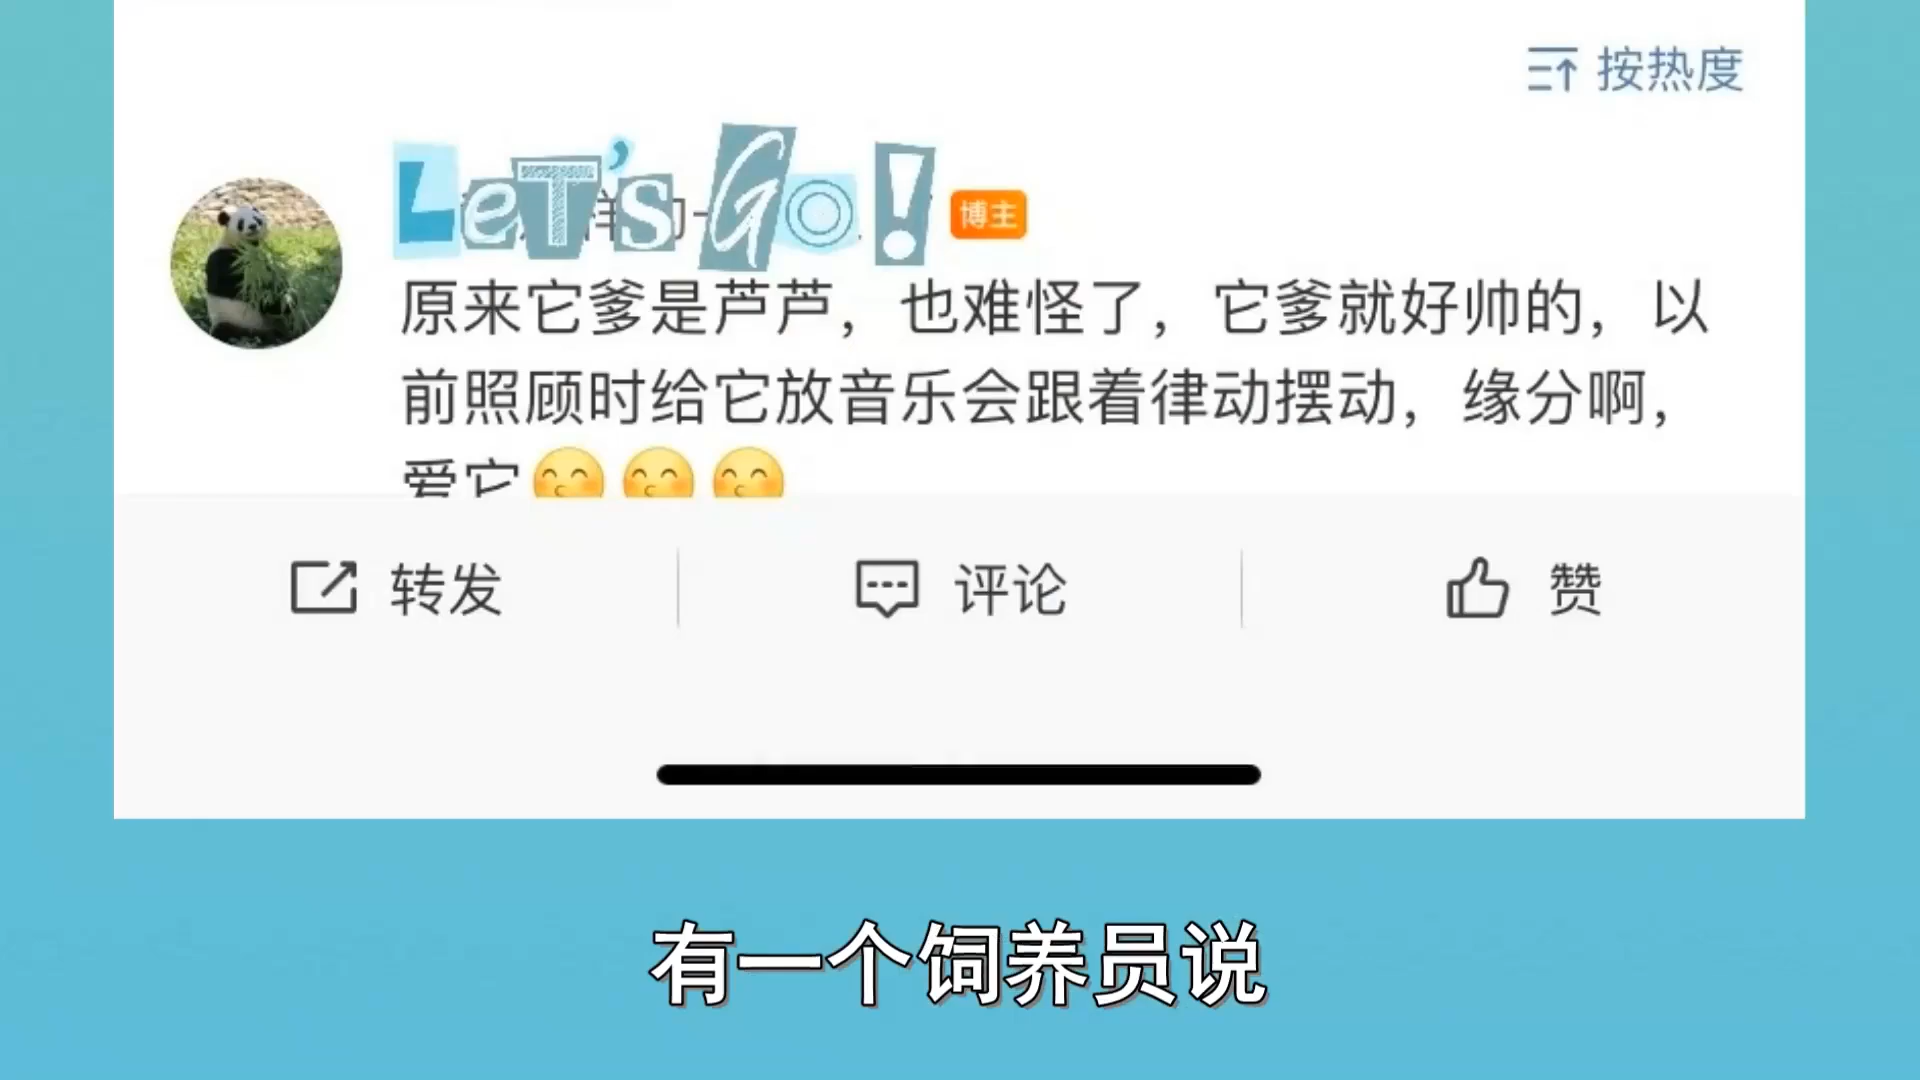 按热度
LeT's Go!
博主
原来它爹是芦芦，也难怪了，它爹就好帅的，以
前照顾时给它放音乐会跟着律动摆动，缘分啊，
爱它😊😊😊
转发
评论
赞
有一个饲养员说